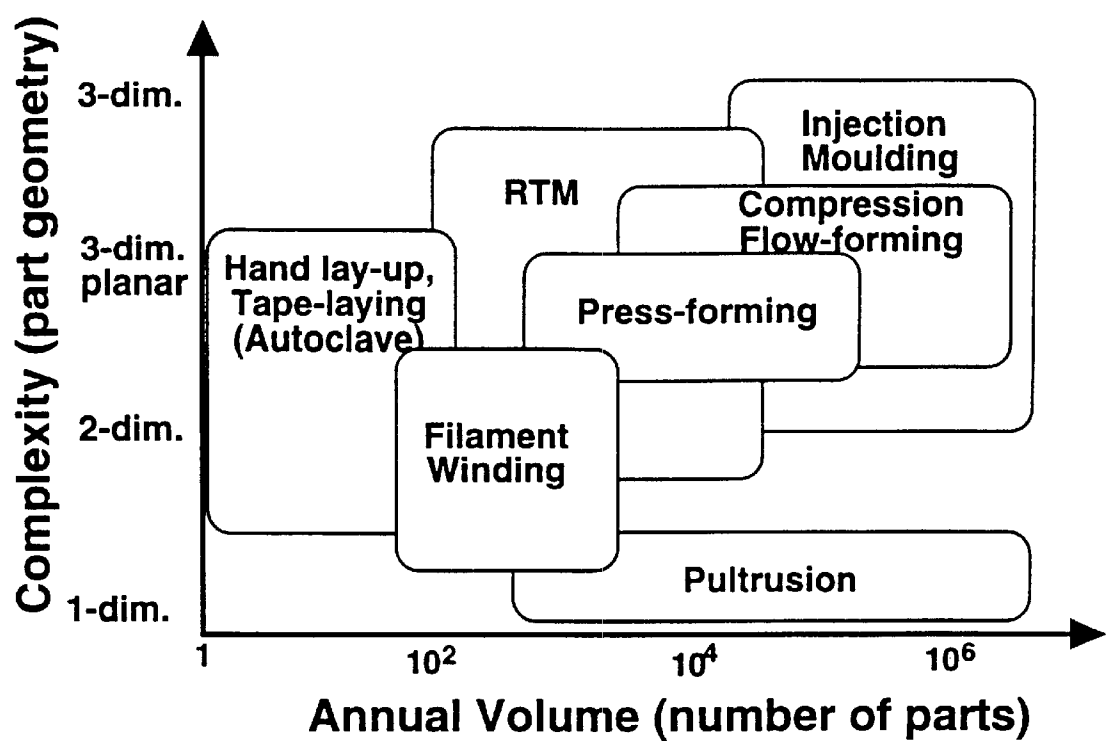 Complexity (part geometry)
3-dim.
3-dim.
planar
2-dim.
1-dim.
Injection
Moulding
RTM
Compression
Flow-forming
Hand lay-up,
Tape-laying
(Autoclave)
Press-forming
Filament
Winding
Pultrusion
1
10²
10⁴
10⁶
Annual Volume (number of parts)